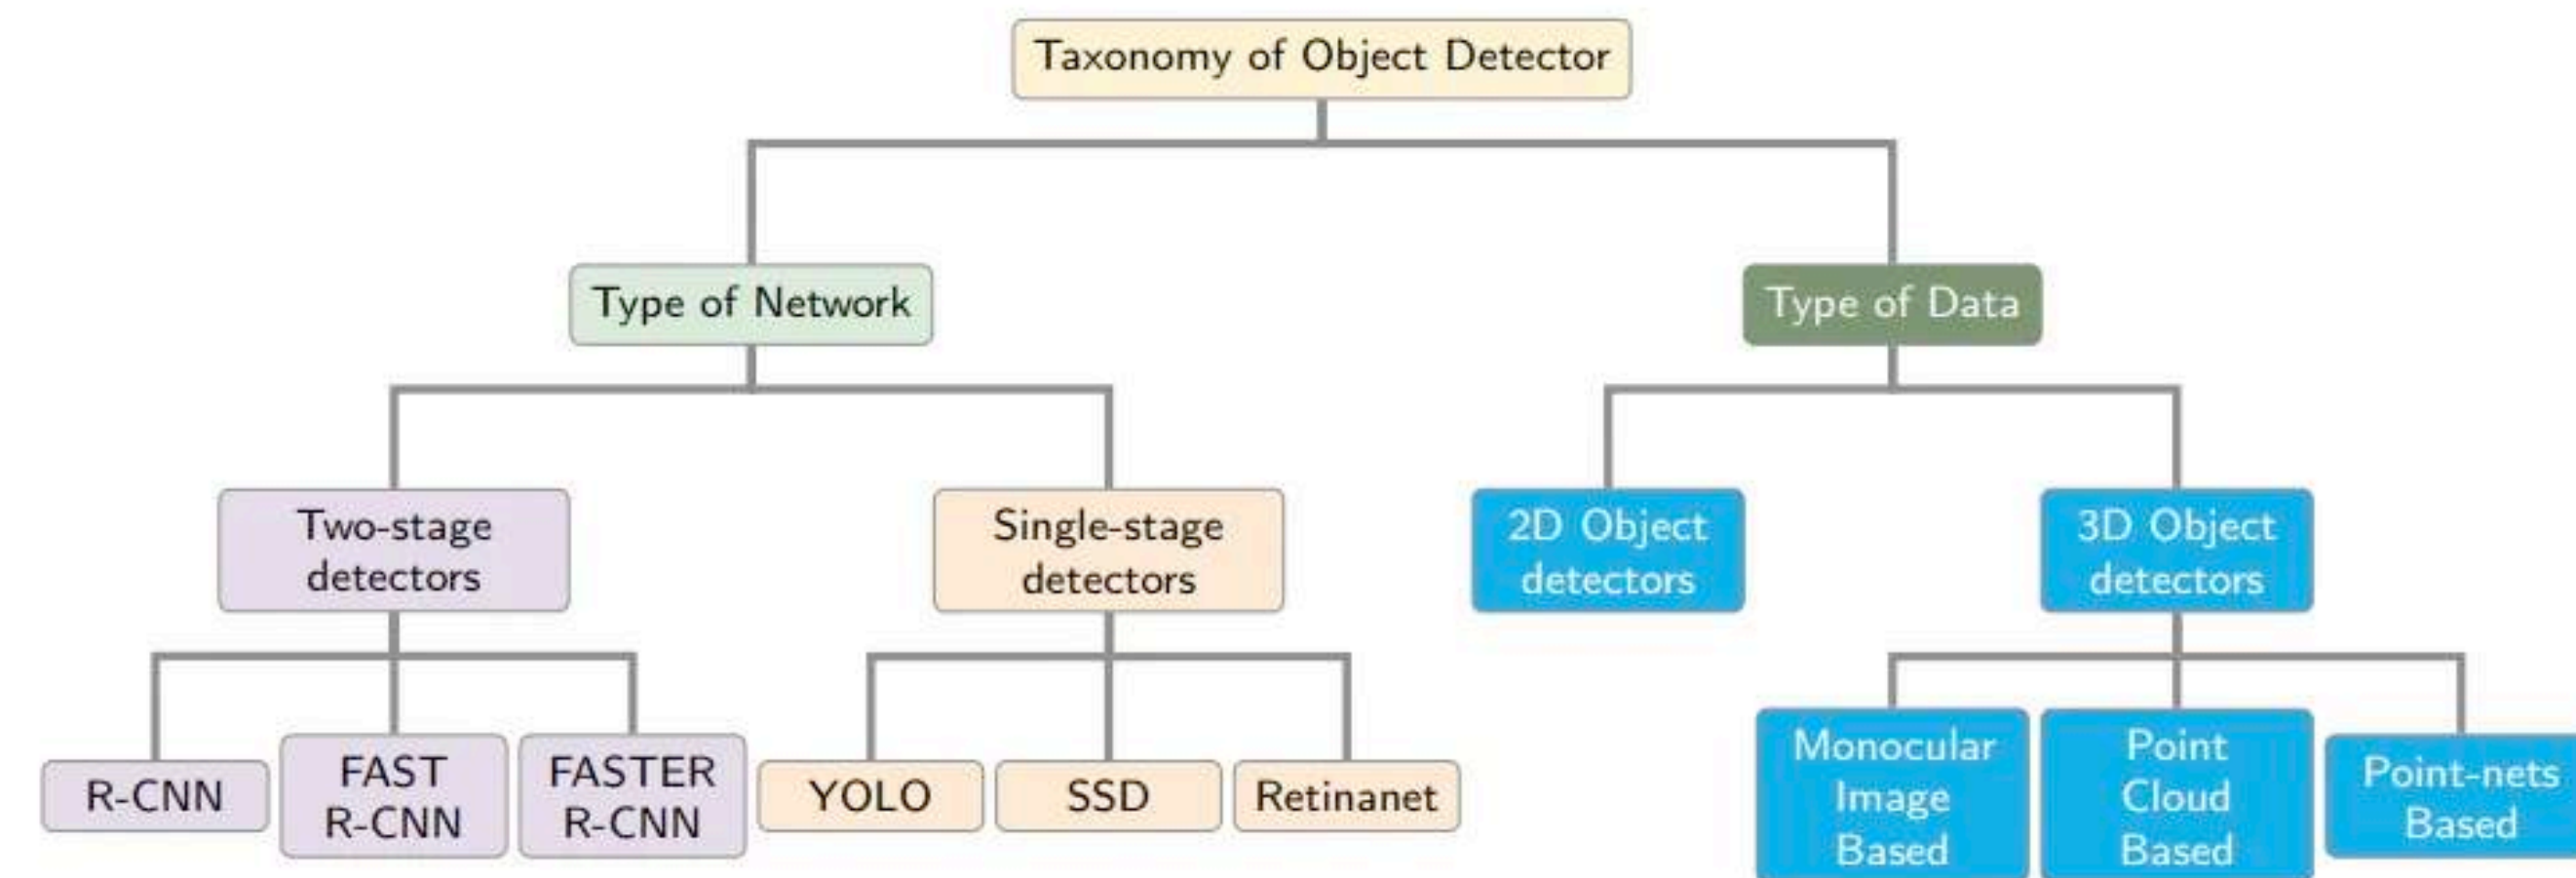 Taxonomy of Object Detector
Type of Network
Type of Data
Two-stage
detectors
Single-stage
detectors
2D Object
detectors
3D Object
detectors
R-CNN
FAST
R-CNN
FASTER
R-CNN
YOLO
SSD
Retinanet
Monocular
Image
Based
Point
Cloud
Based
Point-nets
Based